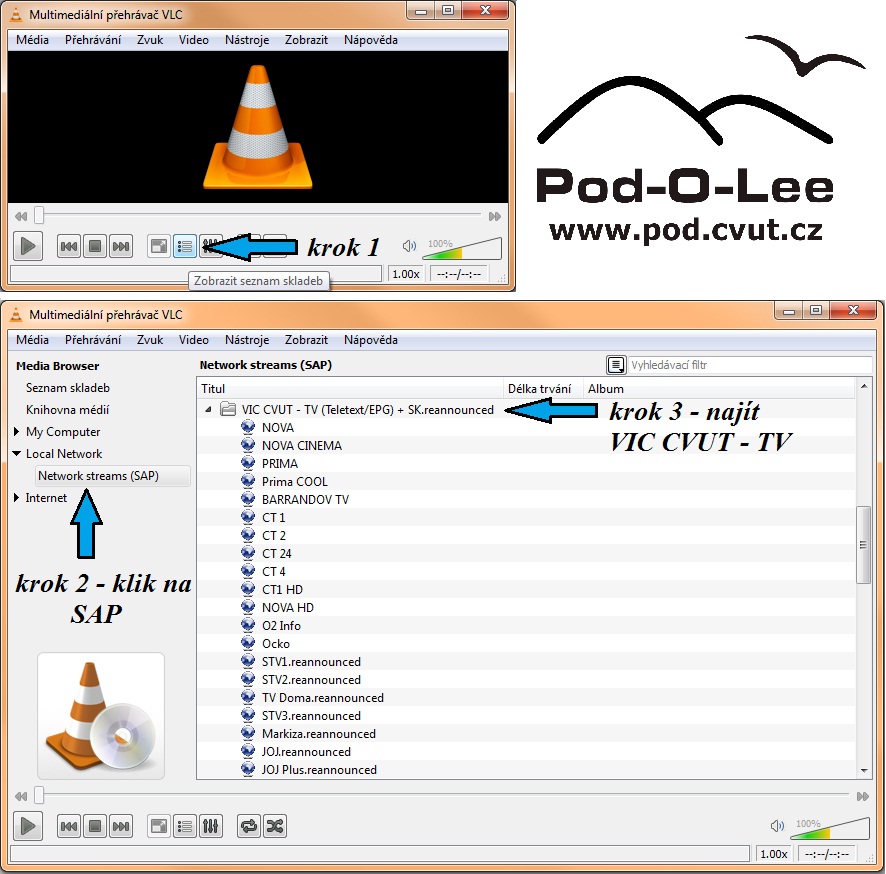 Multimediální přehrávač VLC
Média Přehrávání Zvuk Video Nástroje Zobrazit Nápověda
krok 1
100%
Zobrazit seznam skladeb
1.00x
--:--/--:--
Pod-O-Lee
www.pod.cvut.cz
Multimediální přehrávač VLC
Média Přehrávání Zvuk Video Nástroje Zobrazit Nápověda
Media Browser
Seznam skladeb
Knihovna médií
My Computer
Local Network
Network streams (SAP)
Internet
krok 2 - klik na
SAP
Network streams (SAP)
Vyhledávací filtr
Titul Délka trvání Album
VIC CVUT - TV (Teletext/EPG) + SK.reannounced
krok 3 - najít
VIC CVUT - TV
NOVA
NOVA CINEMA
PRIMA
Prima COOL
BARRANDOV TV
CT 1
CT 2
CT 24
CT 4
CT1 HD
NOVA HD
O2 Info
Ocko
STV1.reannounced
STV2.reannounced
TV Doma.reannounced
STV3.reannounced
Markiza.reannounced
JOJ.reannounced
JOJ Plus.reannounced
100%
1.00x
--:--/--:--